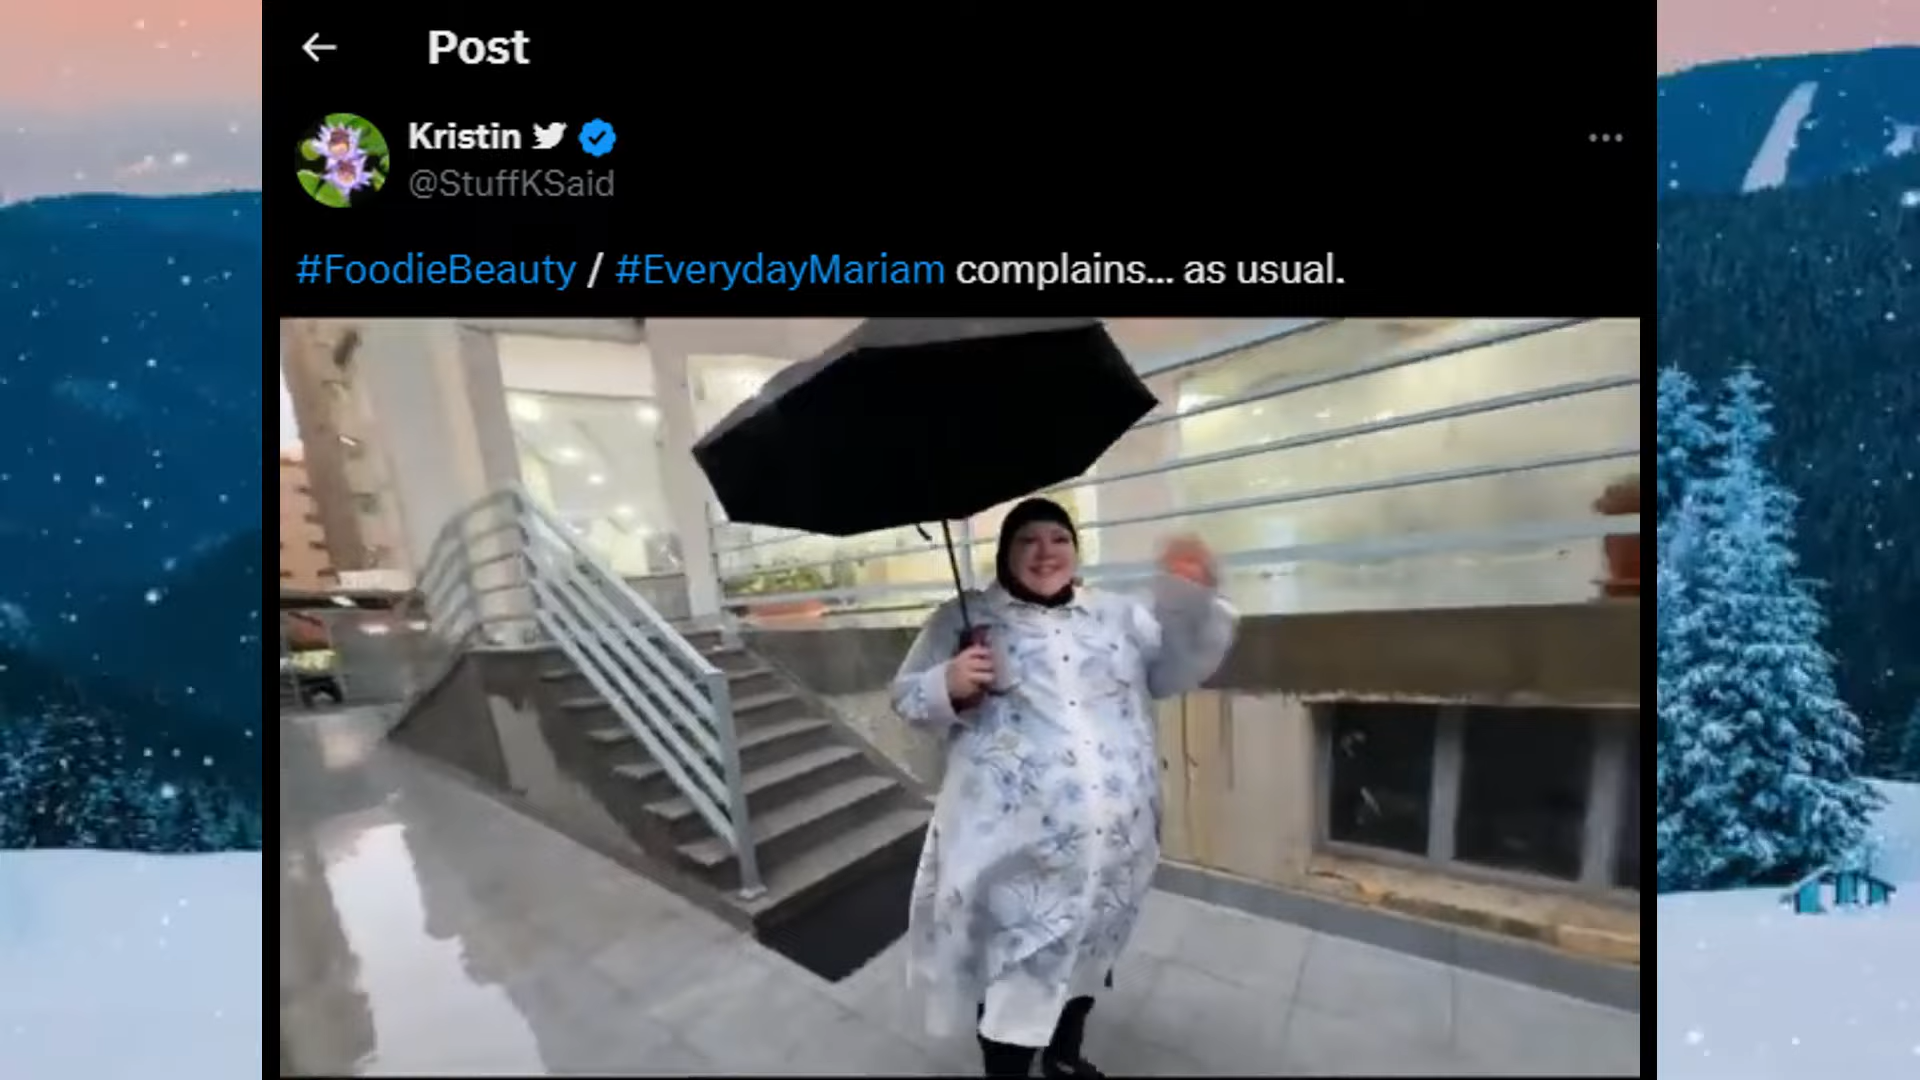 Post
Kristin
@StuffKSaid
#FoodieBeauty / #EverydayMariam complains... as usual.